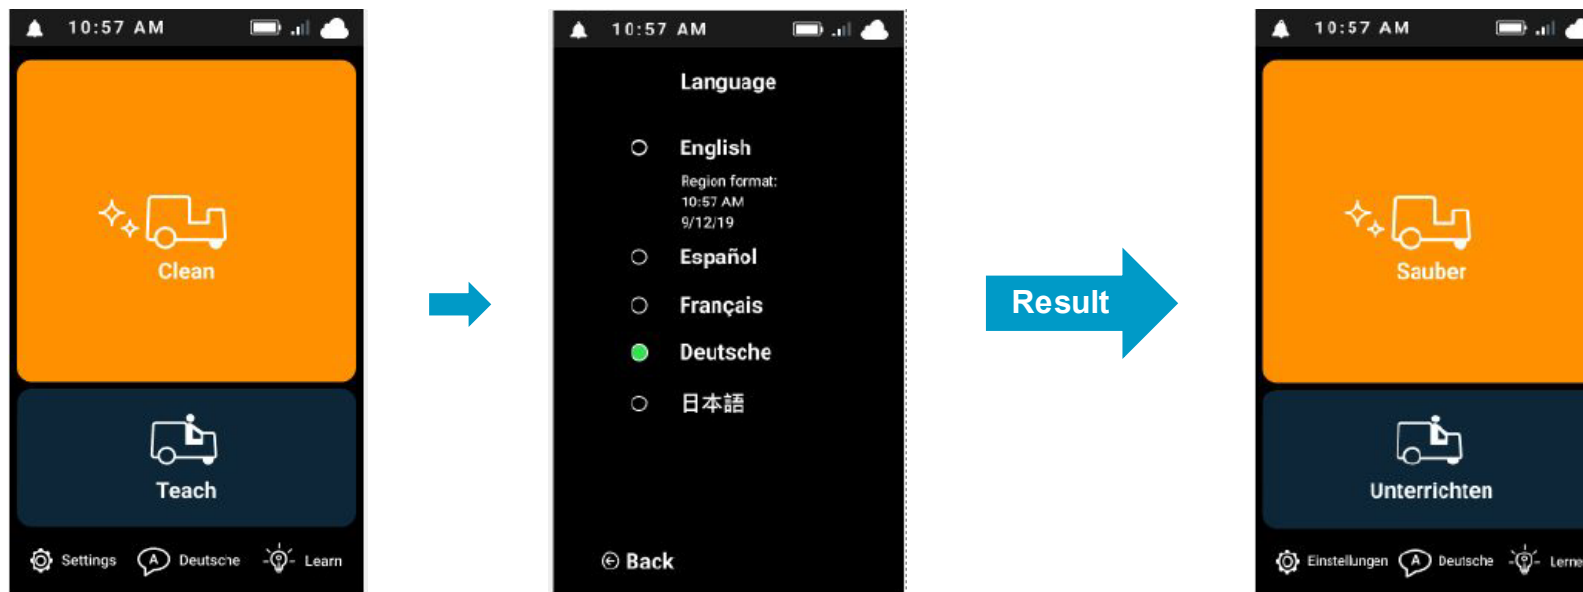 10:57 AM
Clean
Teach
Settings
A
Deutsche
Learn
10:57 AM
Language
English
Region format:
10:57 AM
9/12/19
Español
Français
Deutsche
日本語
Back
Result
10:57 AM
Sauber
Unterrichten
Einstellungen
A
Deutsche
Lerne